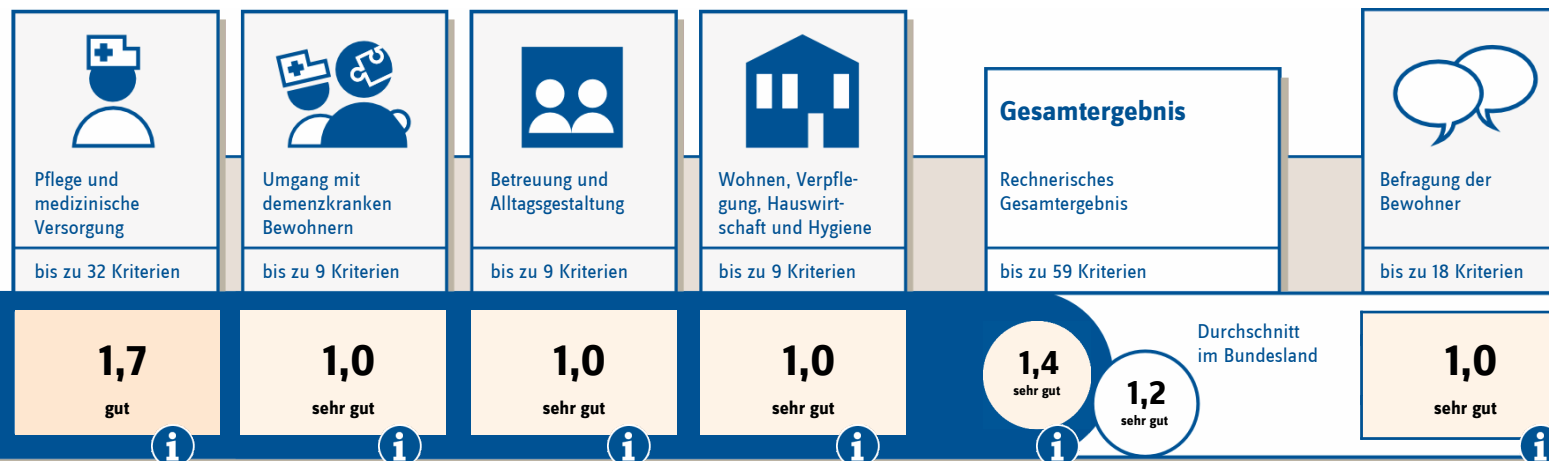 Pflege und
medizinische
Versorgung
bis zu 32 Kriterien
1,7
gut
i
Umgang mit
demenzkranken
Bewohnern
bis zu 9 Kriterien
1,0
sehr gut
i
Betreuung und
Alltagsgestaltung
bis zu 9 Kriterien
1,0
sehr gut
i
Wohnen, Verpfle-
gung, Hauswirt-
schaft und Hygiene
bis zu 9 Kriterien
1,0
sehr gut
i
Gesamtergebnis
Rechnerisches
Gesamtergebnis
bis zu 59 Kriterien
1,4
sehr gut
i
Durchschnitt
im Bundesland
1,2
sehr gut
Befragung der
Bewohner
bis zu 18 Kriterien
1,0
sehr gut
i